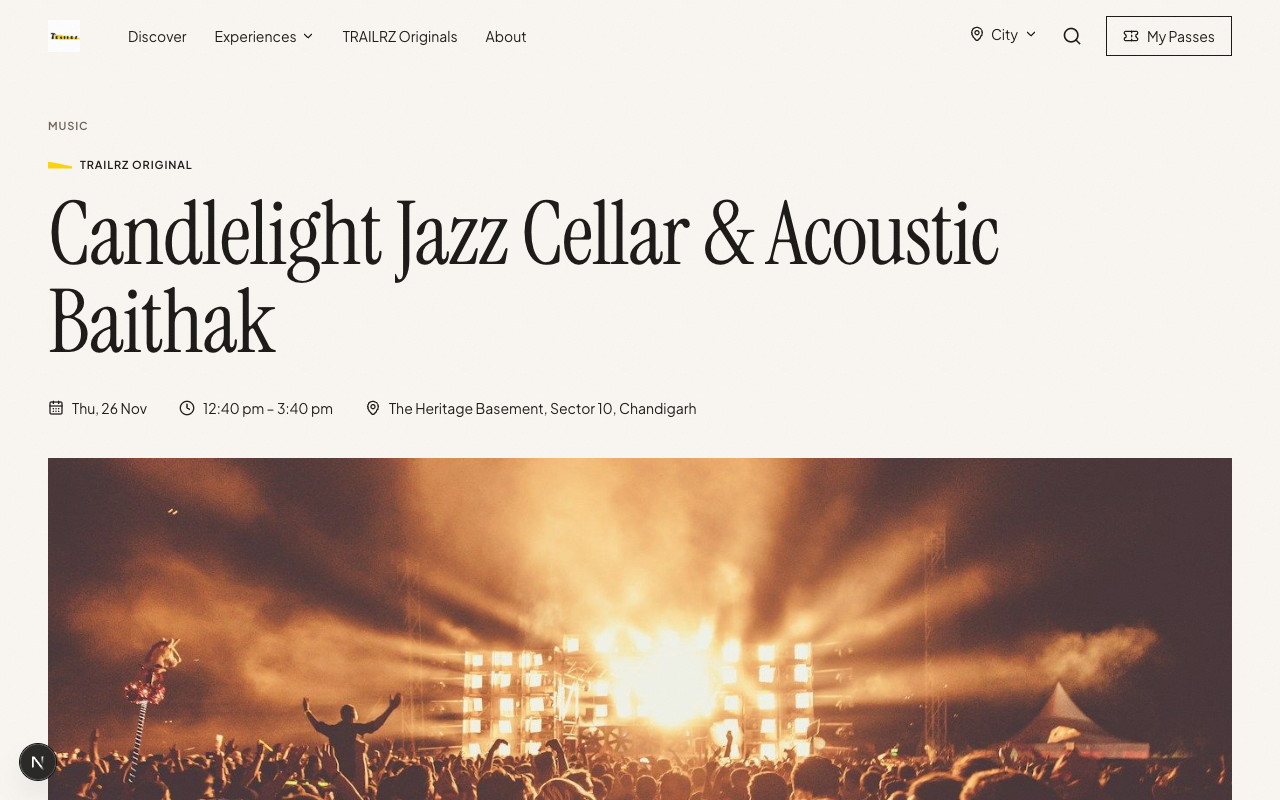 Trailrz
Discover
Experiences
TRAILRZ Originals
About
City
My Passes
MUSIC
TRAILRZ ORIGINAL
Candlelight Jazz Cellar & Acoustic
Baithak
Thu, 26 Nov
12:40 pm – 3:40 pm
The Heritage Basement, Sector 10, Chandigarh
N